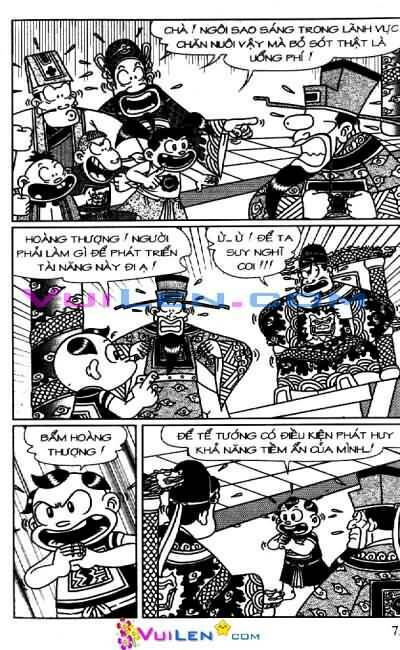 CHÀ! NGÔI SAO SÁNG TRONG LÃNH VỰC
CHĂN NUÔI VẬY MÀ BỎ SÓT THẬT LÀ
UỔNG PHÍ!
HOÀNG THƯỢNG! NGƯỜI
PHẢI LÀM GÌ ĐỂ PHÁT TRIỂN
TÀI NĂNG NÀY ĐI Ạ!
Ừ..Ừ! ĐỂ TA
SUY NGHĨ
COI!!!
VUILEN.COM
BẨM HOÀNG
THƯỢNG!
ĐỂ TỂ TƯỚNG CÓ ĐIỀU KIỆN PHÁT HUY
KHẢ NĂNG TIỀM ẨN CỦA MÌNH...!
VUILEN.COM